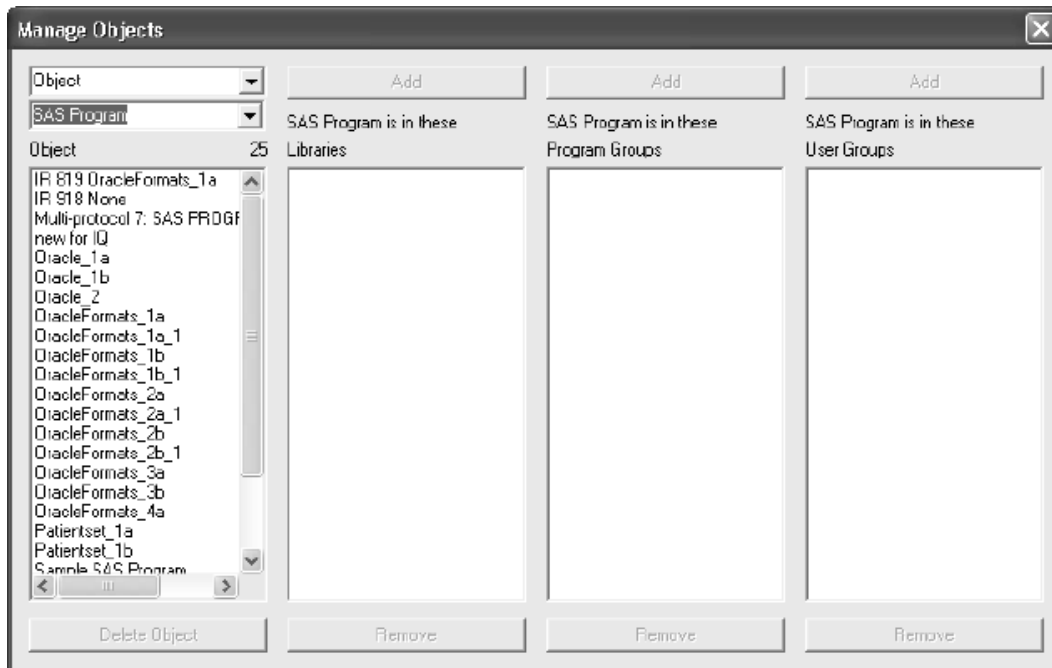 Manage Objects
Object
SAS Program
Object 25
IR 819 OracleFormats_1a
IR 918 None
Multi-protocol 7: SAS PROGF
new for IQ
Oracle_1a
Oracle_1b
Oracle_2
OracleFormats_1a
OracleFormats_1a_1
OracleFormats_1b
OracleFormats_1b_1
OracleFormats_2a
OracleFormats_2a_1
OracleFormats_2b
OracleFormats_2b_1
OracleFormats_3a
OracleFormats_3b
OracleFormats_4a
Patientset_1a
Patientset_1b
Sample SAS Program
Delete Object
Add
SAS Program is in these
Libraries
Remove
Add
SAS Program is in these
Program Groups
Remove
Add
SAS Program is in these
User Groups
Remove